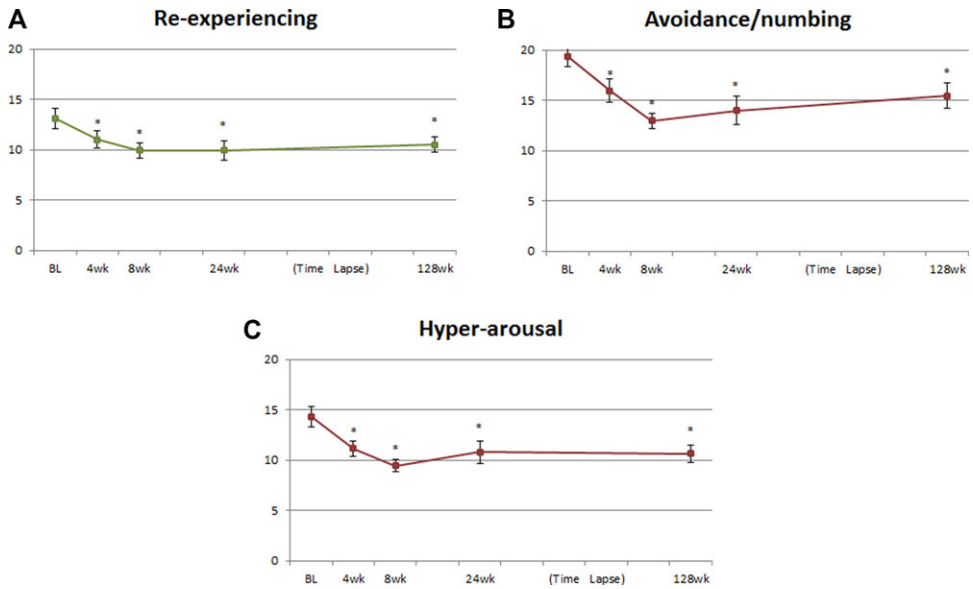 A Re-experiencing
20
15
10
5
0
BL 4wk 8wk 24wk (Time Lapse) 128wk
* * * *
B Avoidance/numbing
20
15
10
5
0
BL 4wk 8wk 24wk (Time Lapse) 128wk
* * * *
C Hyper-arousal
20
15
10
5
0
BL 4wk 8wk 24wk (Time Lapse) 128wk
* * * *